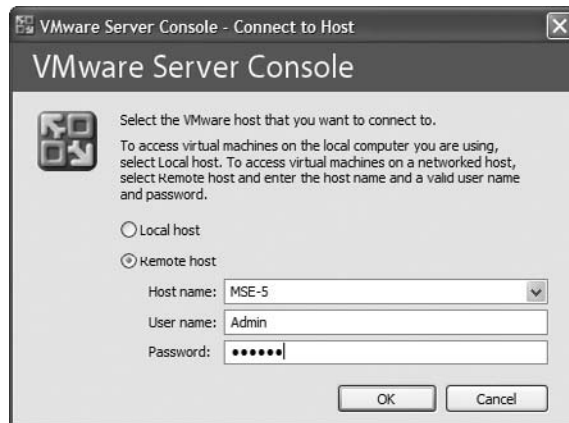 VMware Server Console - Connect to Host
VMware Server Console
Select the VMware host that you want to connect to.
To access virtual machines on the local computer you are using,
select Local host. To access virtual machines on a networked host,
select Remote host and enter the host name and a valid user name
and password.
Local host
Remote host
Host name: MSE-5
User name: Admin
Password: ●●●●●●
OK Cancel